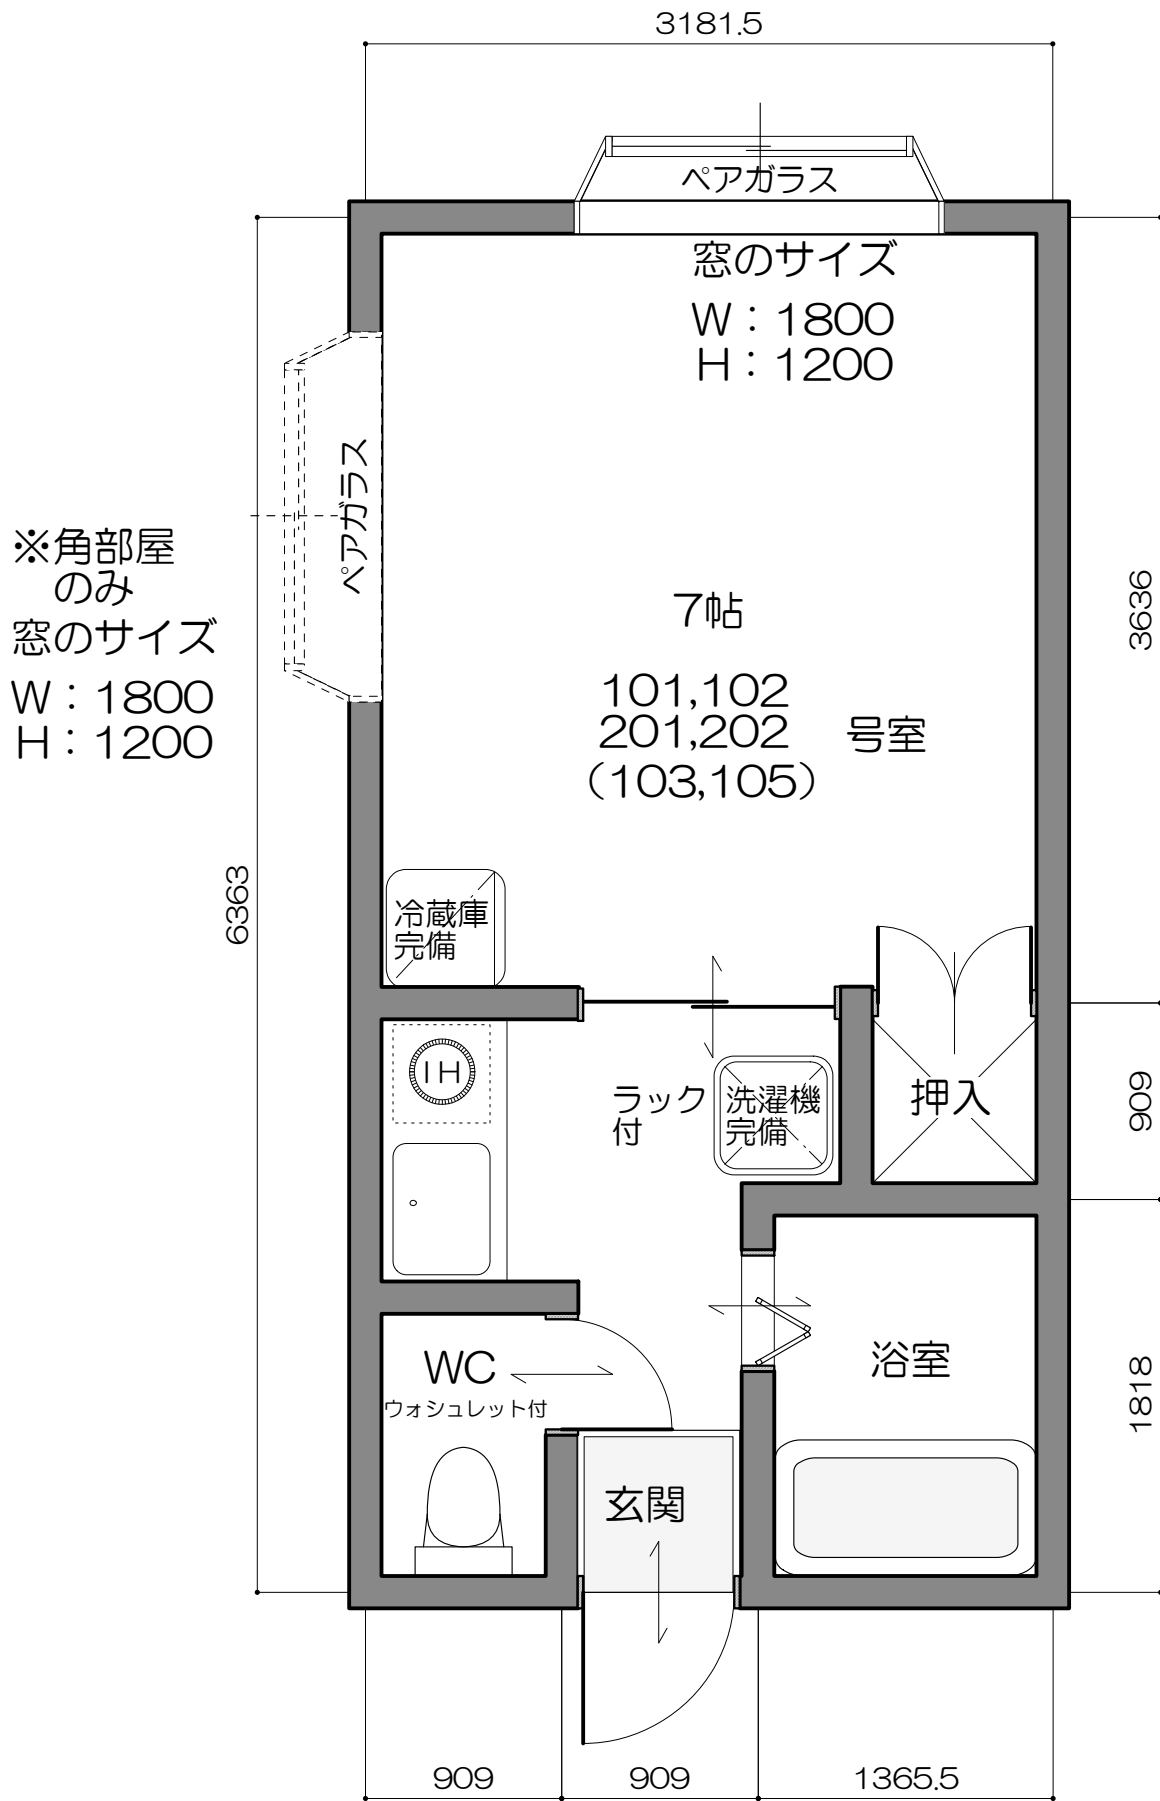 3181.5
ペアガラス
窓のサイズ
W：1800
H：1200
ペアガラス
※角部屋
のみ
窓のサイズ
W：1800
H：1200
7帖
101,102
201,202
号室
（103,105）
3636
6363
冷蔵庫
完備
IH
ラック
付
洗濯機
完備
押入
909
WC
ウォシュレット付
浴室
1818
玄関
909
909
1365.5